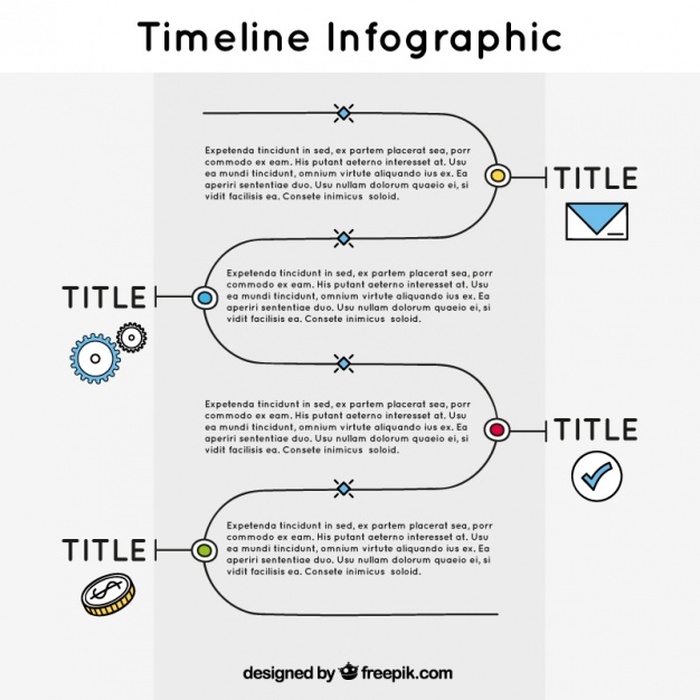 Timeline Infographic
Expetenda tincidunt in sed, ex partem placerat sea, porr
commodo ex eam. His putant aeterno interesset at. Usu
ea mundi tincidunt, omnium virtute aliquando ius ex. Ea
aperiri sententiae duo. Usu nullam dolorum quaeio ei, si
vidit facilisis ea. Consete inimicus soloid.
TITLE
Expetenda tincidunt in sed, ex partem placerat sea, porr
commodo ex eam. His putant aeterno interesset at. Usu
ea mundi tincidunt, omnium virtute aliquando ius ex. Ea
aperiri sententiae duo. Usu nullam dolorum quaeio ei, si
vidit facilisis ea. Consete inimicus soloid.
TITLE
Expetenda tincidunt in sed, ex partem placerat sea, porr
commodo ex eam. His putant aeterno interesset at. Usu
ea mundi tincidunt, omnium virtute aliquando ius ex. Ea
aperiri sententiae duo. Usu nullam dolorum quaeio ei, si
vidit facilisis ea. Consete inimicus soloid.
TITLE
Expetenda tincidunt in sed, ex partem placerat sea, porr
commodo ex eam. His putant aeterno interesset at. Usu
ea mundi tincidunt, omnium virtute aliquando ius ex. Ea
aperiri sententiae duo. Usu nullam dolorum quaeio ei, si
vidit facilisis ea. Consete inimicus soloid.
TITLE
$
designed by freepik.com